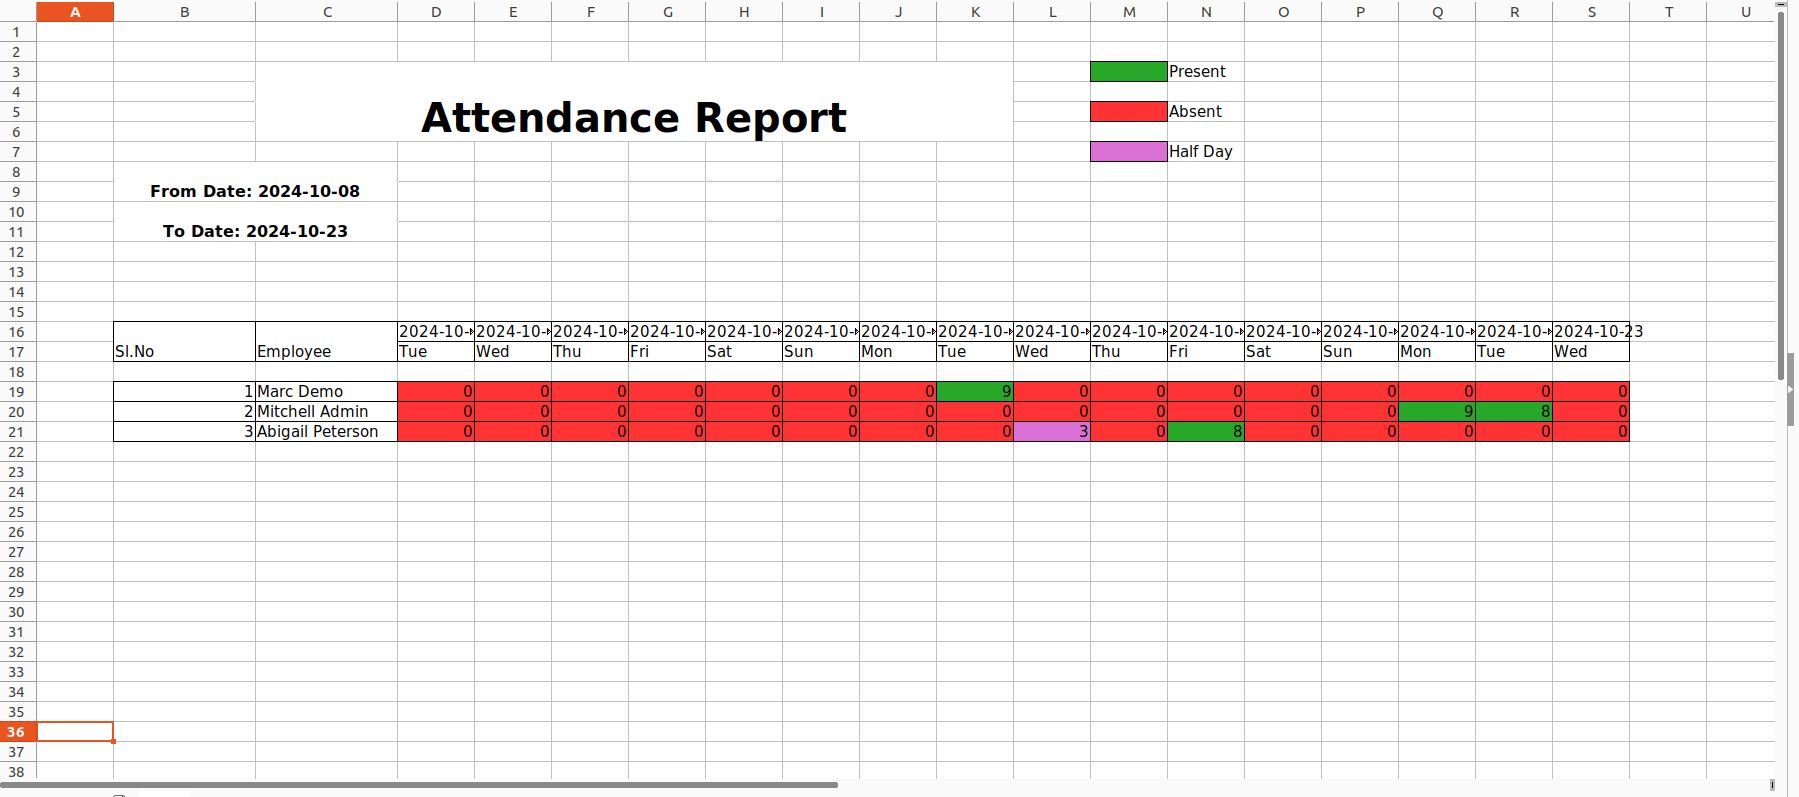 A B C D E F G H I J K L M N O P Q R S T U
1
2
3 Present
4
5 Attendance Report Absent
6
7 Half Day
8
9 From Date: 2024-10-08
10
11 To Date: 2024-10-23
12
13
14
15
16 2024-10- 2024-10- 2024-10- 2024-10- 2024-10- 2024-10- 2024-10- 2024-10- 2024-10- 2024-10- 2024-10- 2024-10- 2024-10- 2024-10- 2024-10- 2024-10-23
17 Sl.No Employee Tue Wed Thu Fri Sat Sun Mon Tue Wed Thu Fri Sat Sun Mon Tue Wed
18
19 1 Marc Demo 0 0 0 0 0 0 0 9 0 0 0 0 0 0 0 0
20 2 Mitchell Admin 0 0 0 0 0 0 0 0 0 0 0 0 0 9 8 0
21 3 Abigail Peterson 0 0 0 0 0 0 0 0 3 0 8 0 0 0 0 0
22
23
24
25
26
27
28
29
30
31
32
33
34
35
36
37
38